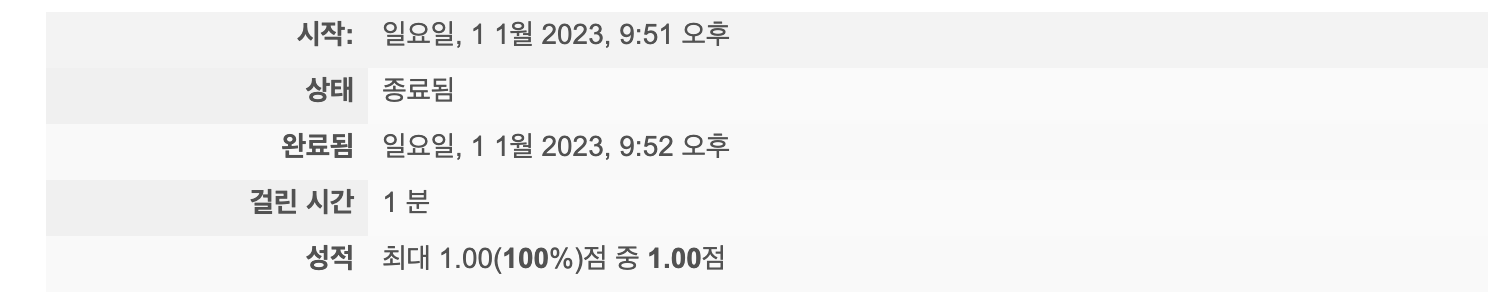 시작: 일요일, 1 1월 2023, 9:51 오후
상태 종료됨
완료됨 일요일, 1 1월 2023, 9:52 오후
걸린 시간 1 분
성적 최대 1.00(100%)점 중 1.00점